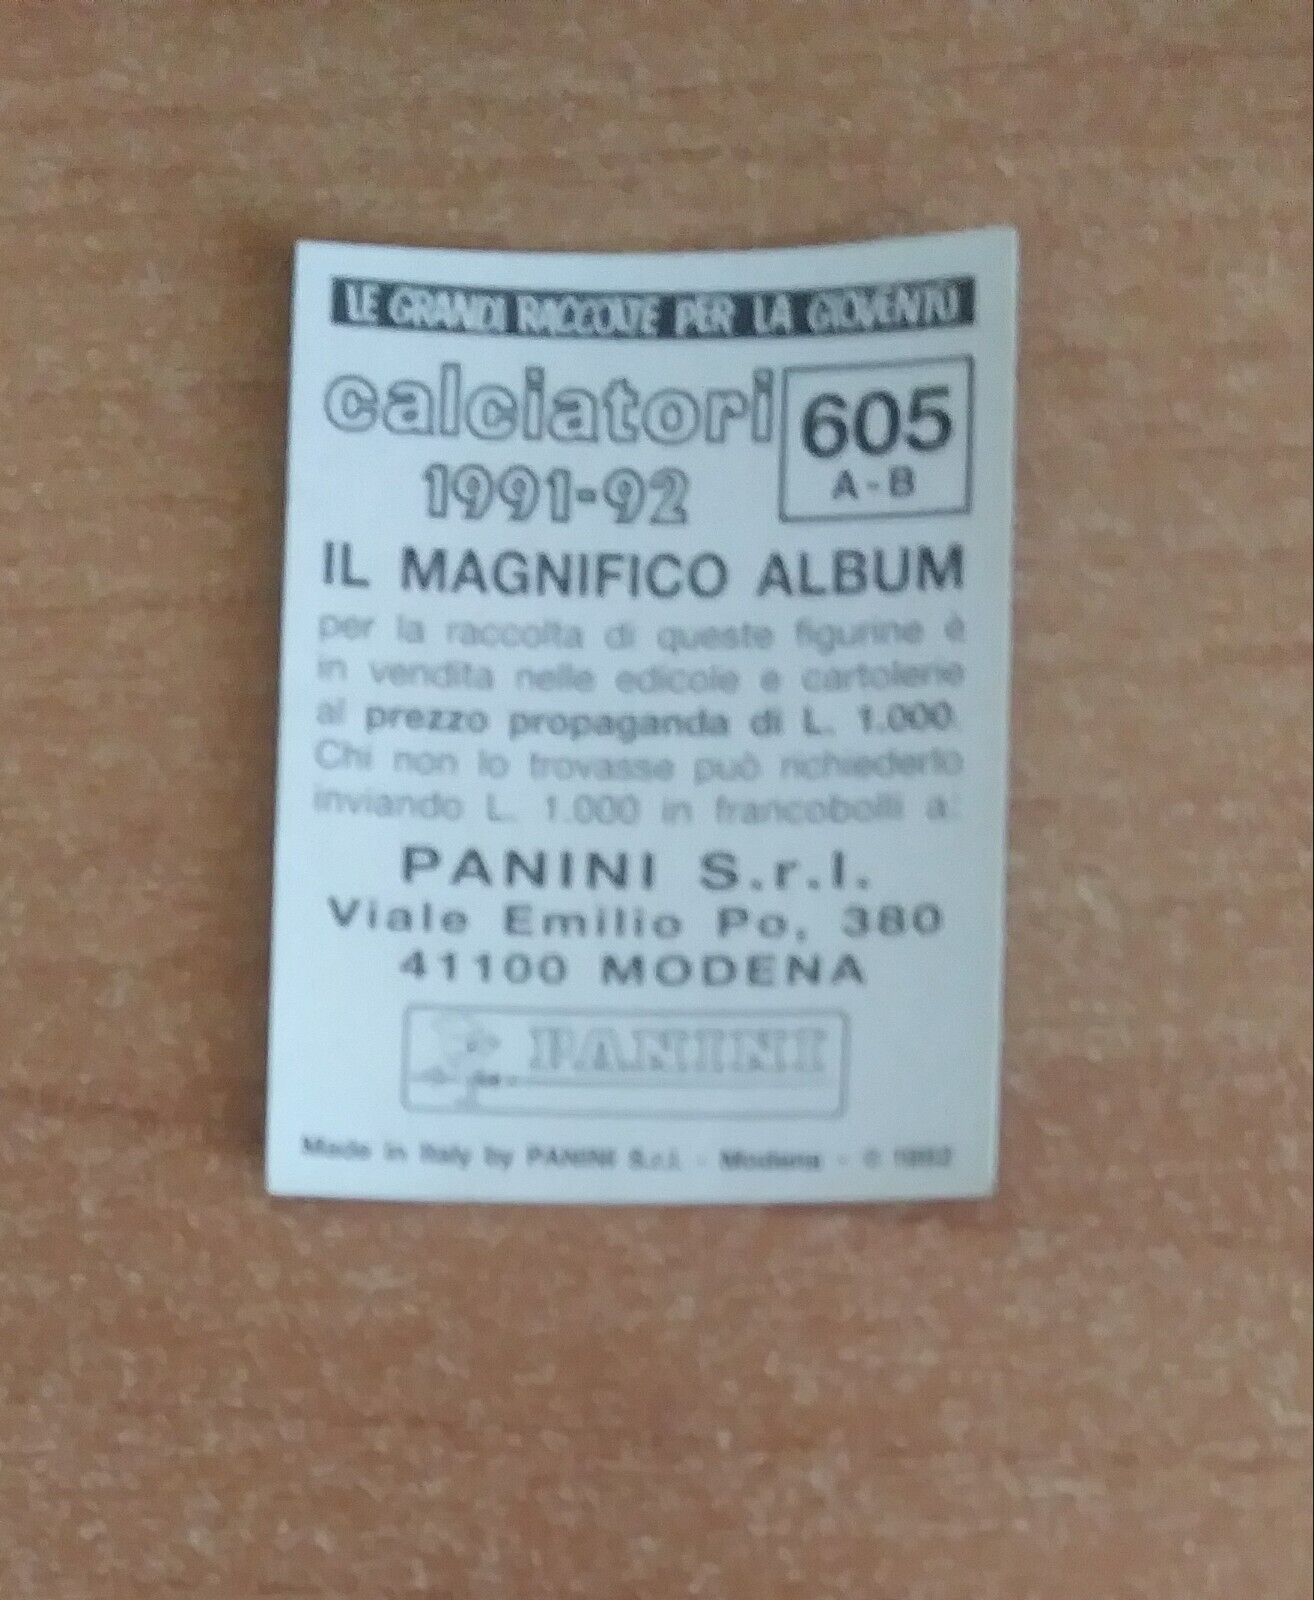 LE GRANDI RACCOLTE PER LA GIOVENTÙ
calciatori
1991-92
605
A - B
IL MAGNIFICO ALBUM
per la raccolta di queste figurine è
in vendita nelle edicole e cartolerie
al prezzo propaganda di L. 1.000.
Chi non lo trovasse può richiederlo
inviando L. 1.000 in francobolli a:
PANINI S.r.l.
Viale Emilio Po, 380
41100 MODENA
PANINI
Made in Italy by PANINI S.r.l. - Modena - © 1992